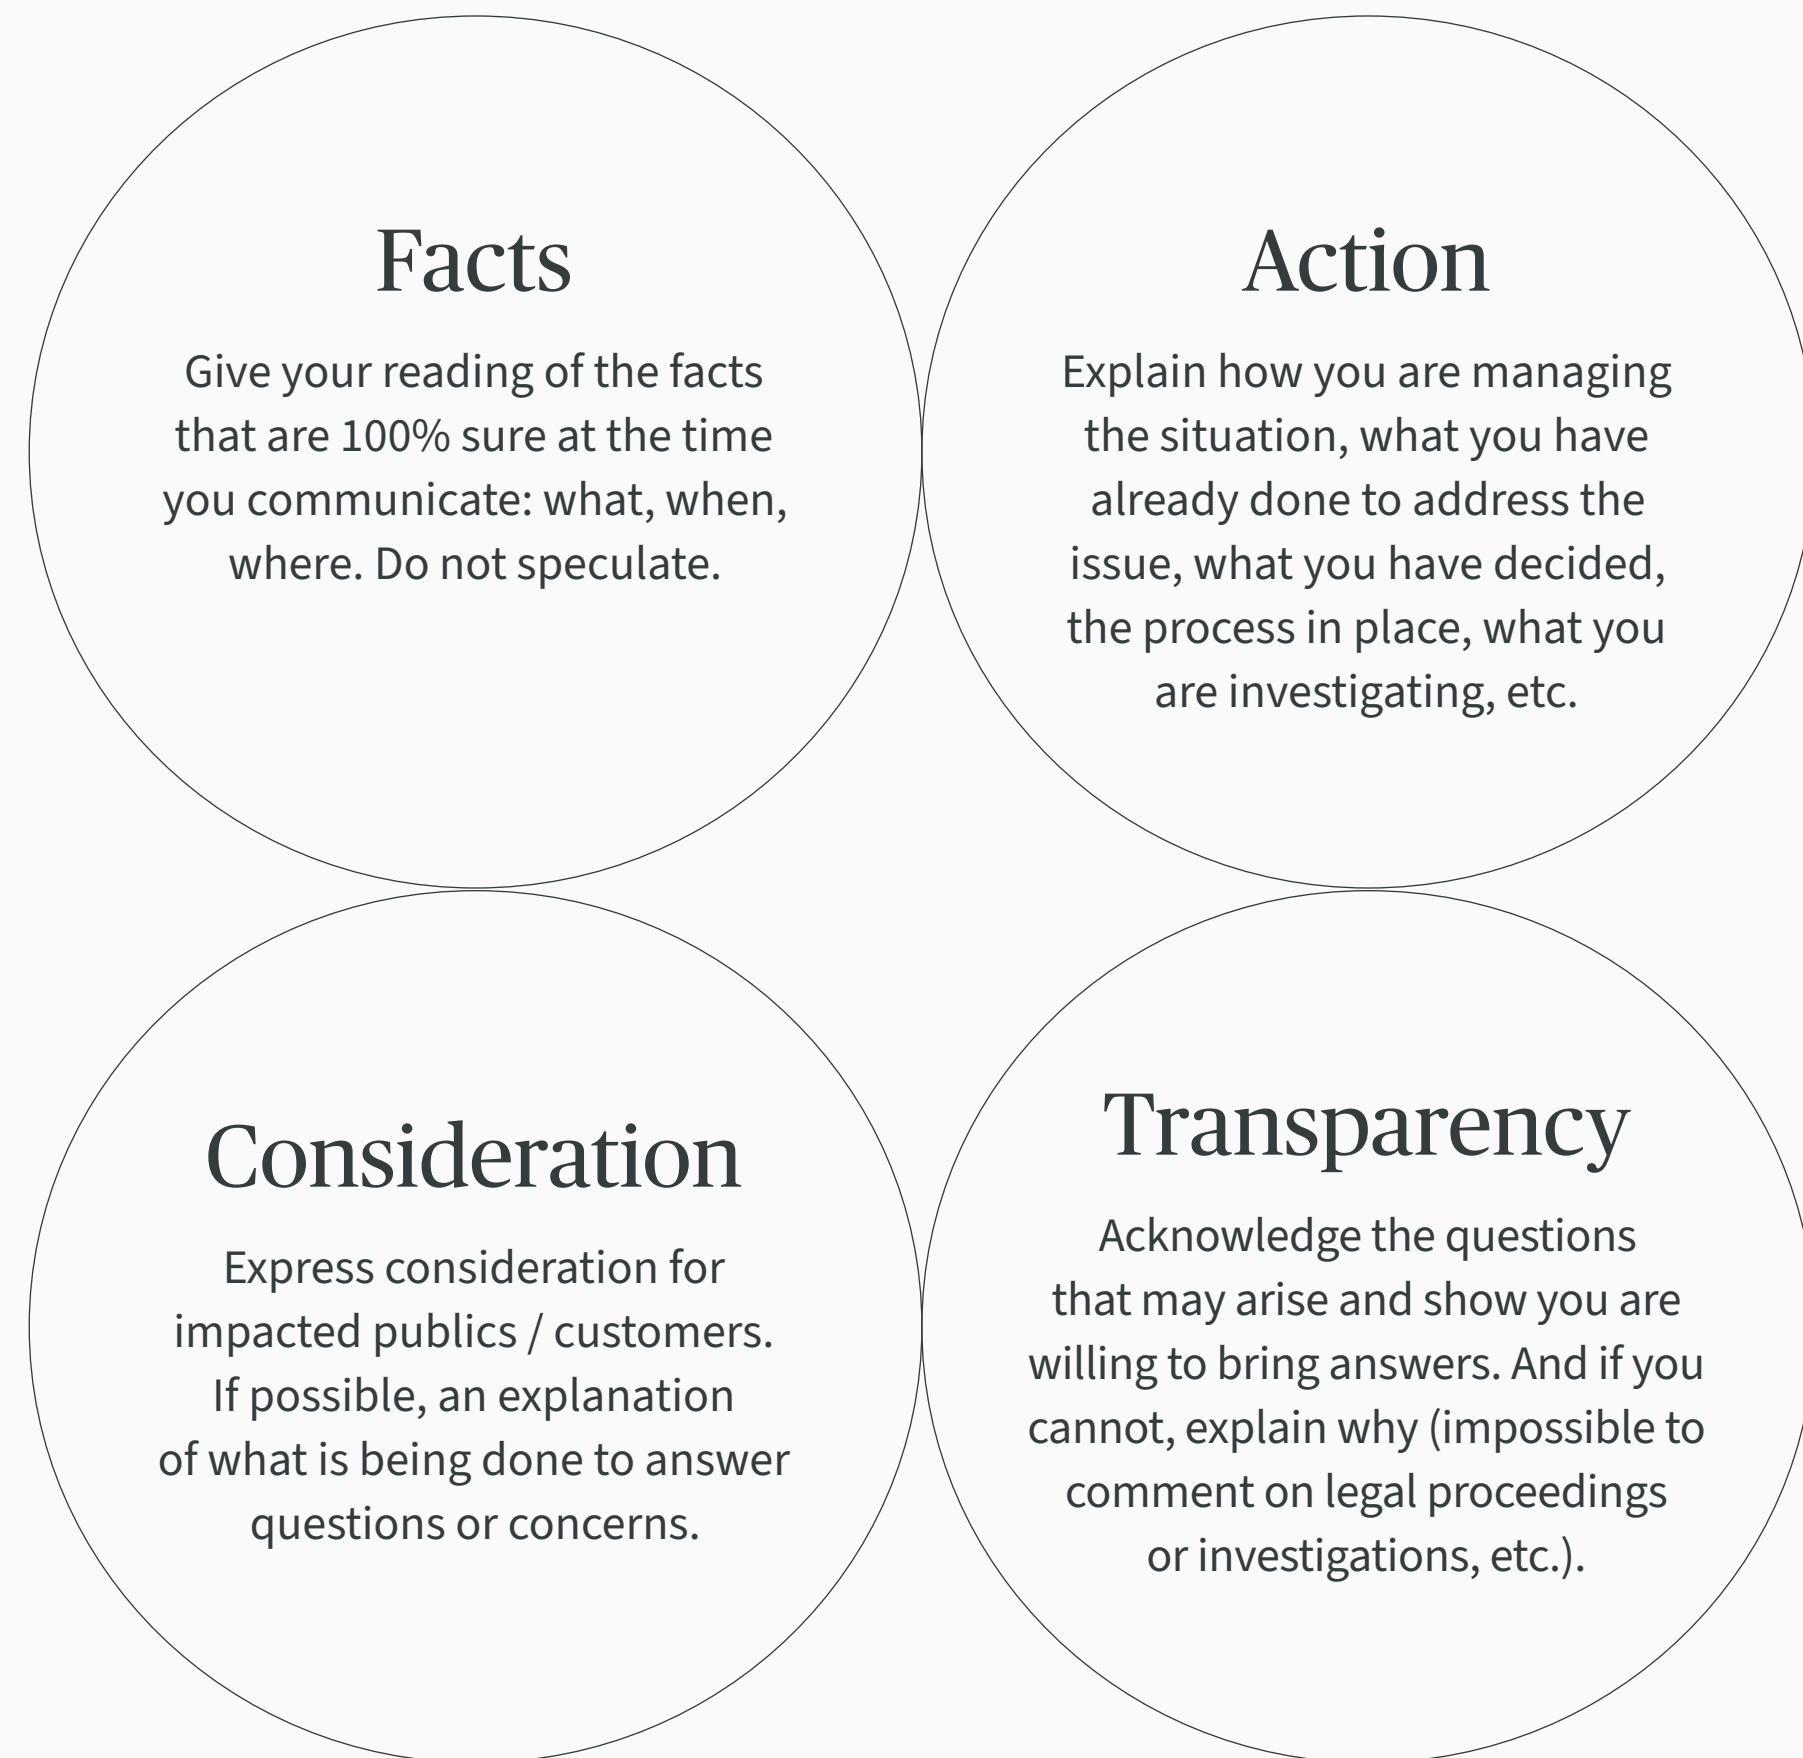 Facts
Give your reading of the facts
that are 100% sure at the time
you communicate: what, when,
where. Do not speculate.
Action
Explain how you are managing
the situation, what you have
already done to address the
issue, what you have decided,
the process in place, what you
are investigating, etc.
Consideration
Express consideration for
impacted publics / customers.
If possible, an explanation
of what is being done to answer
questions or concerns.
Transparency
Acknowledge the questions
that may arise and show you are
willing to bring answers. And if you
cannot, explain why (impossible to
comment on legal proceedings
or investigations, etc.).